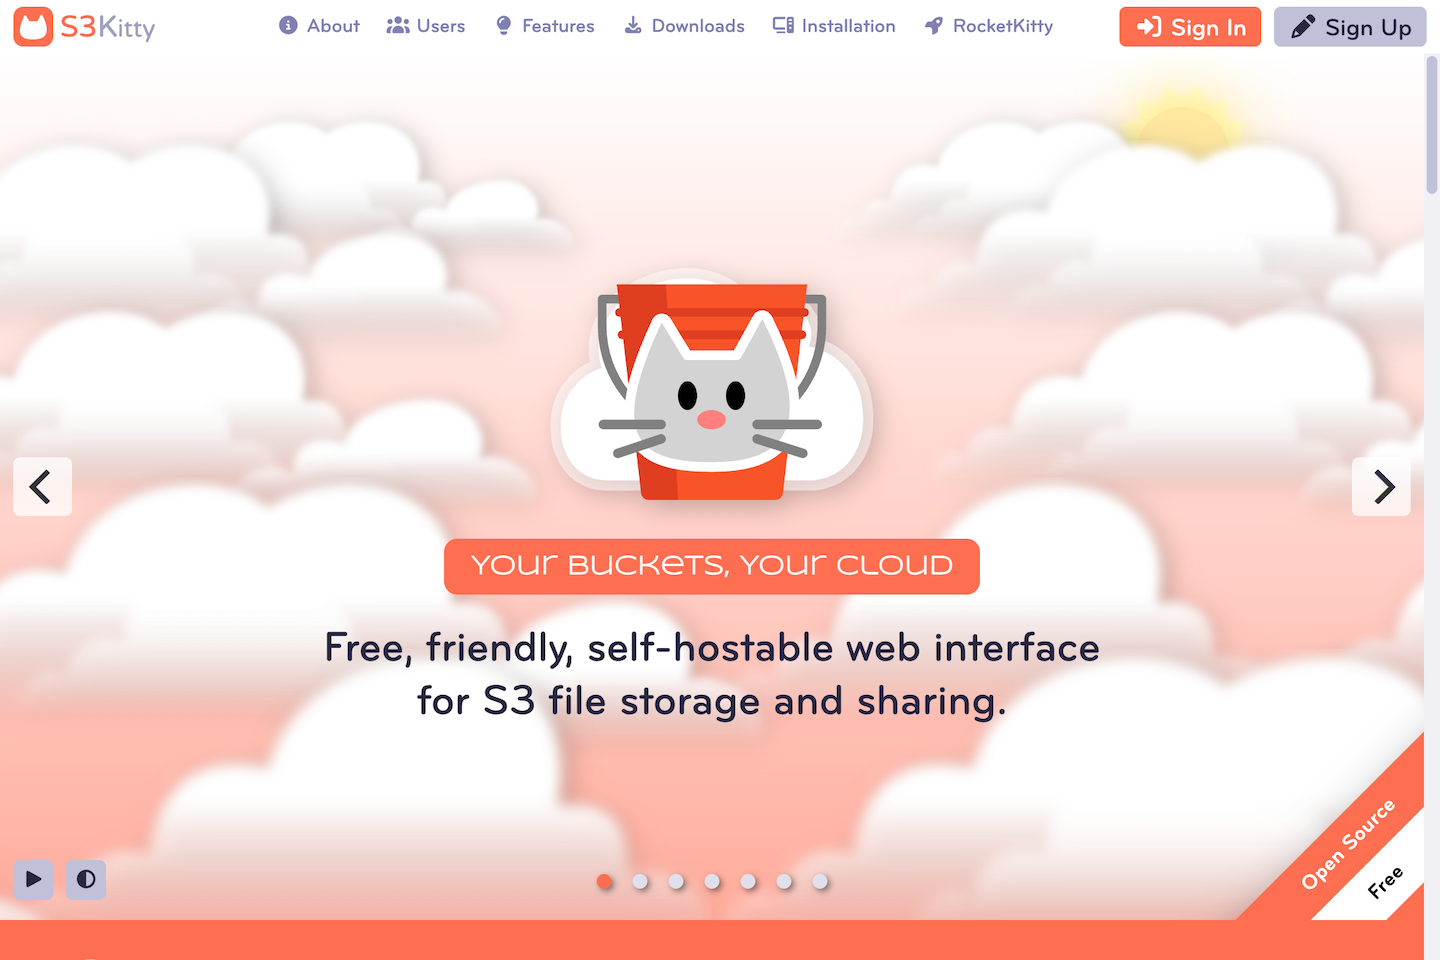 S3Kitty
About
Users
Features
Downloads
Installation
RocketKitty
Sign In
Sign Up
Your Buckets, Your Cloud
Free, friendly, self-hostable web interface
for S3 file storage and sharing.
Open Source
Free